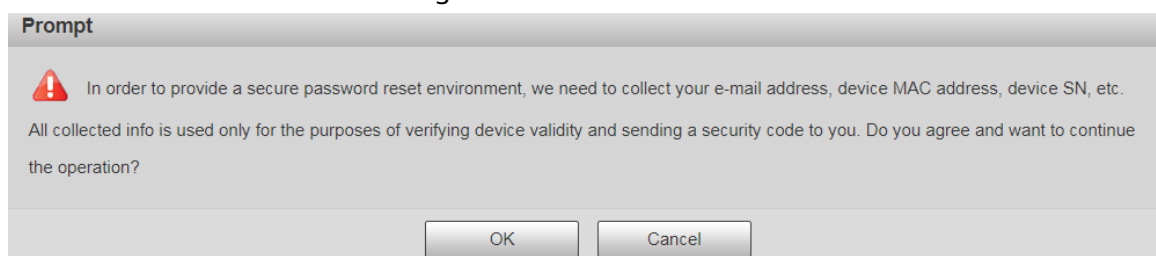 Prompt
In order to provide a secure password reset environment, we need to collect your e-mail address, device MAC address, device SN, etc.
All collected info is used only for the purposes of verifying device validity and sending a security code to you. Do you agree and want to continue
the operation?
OK Cancel